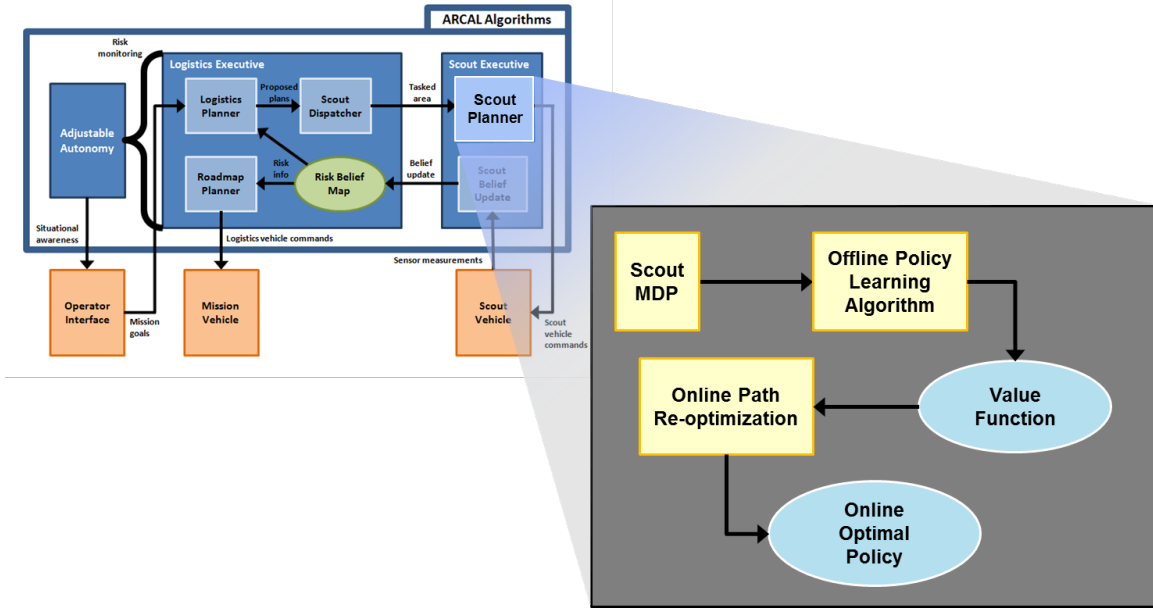 ARCAL Algorithms
Risk
monitoring
Logistics Executive
Scout Executive
Adjustable
Autonomy
Logistics
Planner
Proposed
plans
Scout
Dispatcher
Tasked
area
Scout
Planner
Roadmap
Planner
Risk
info
Risk Belief
Map
Belief
update
Scout
Belief
Update
Situational
awareness
Logistics vehicle commands
Sensor measurements
Operator
Interface
Mission
goals
Mission
Vehicle
Scout
Vehicle
Scout
vehicle
commands
Scout
MDP
Offline Policy
Learning
Algorithm
Online Path
Re-optimization
Value
Function
Online
Optimal
Policy